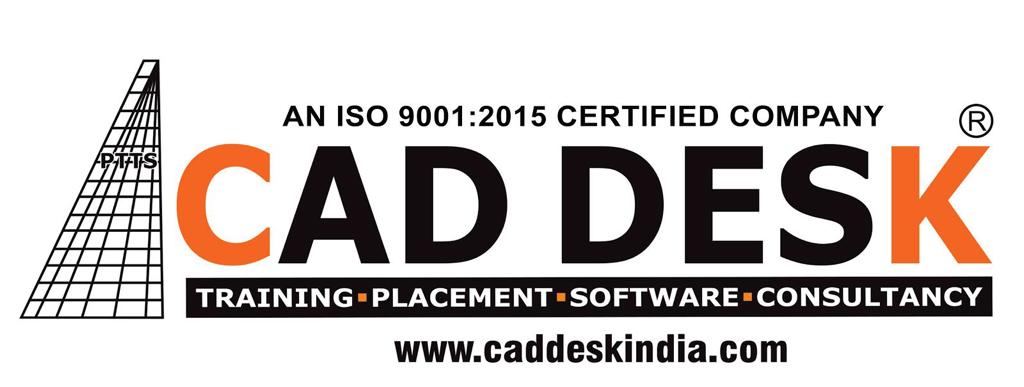 AN ISO 9001:2015 CERTIFIED COMPANY
®
PTTS
CAD DESK
TRAINING▪PLACEMENT▪SOFTWARE▪CONSULTANCY
www.caddeskindia.com